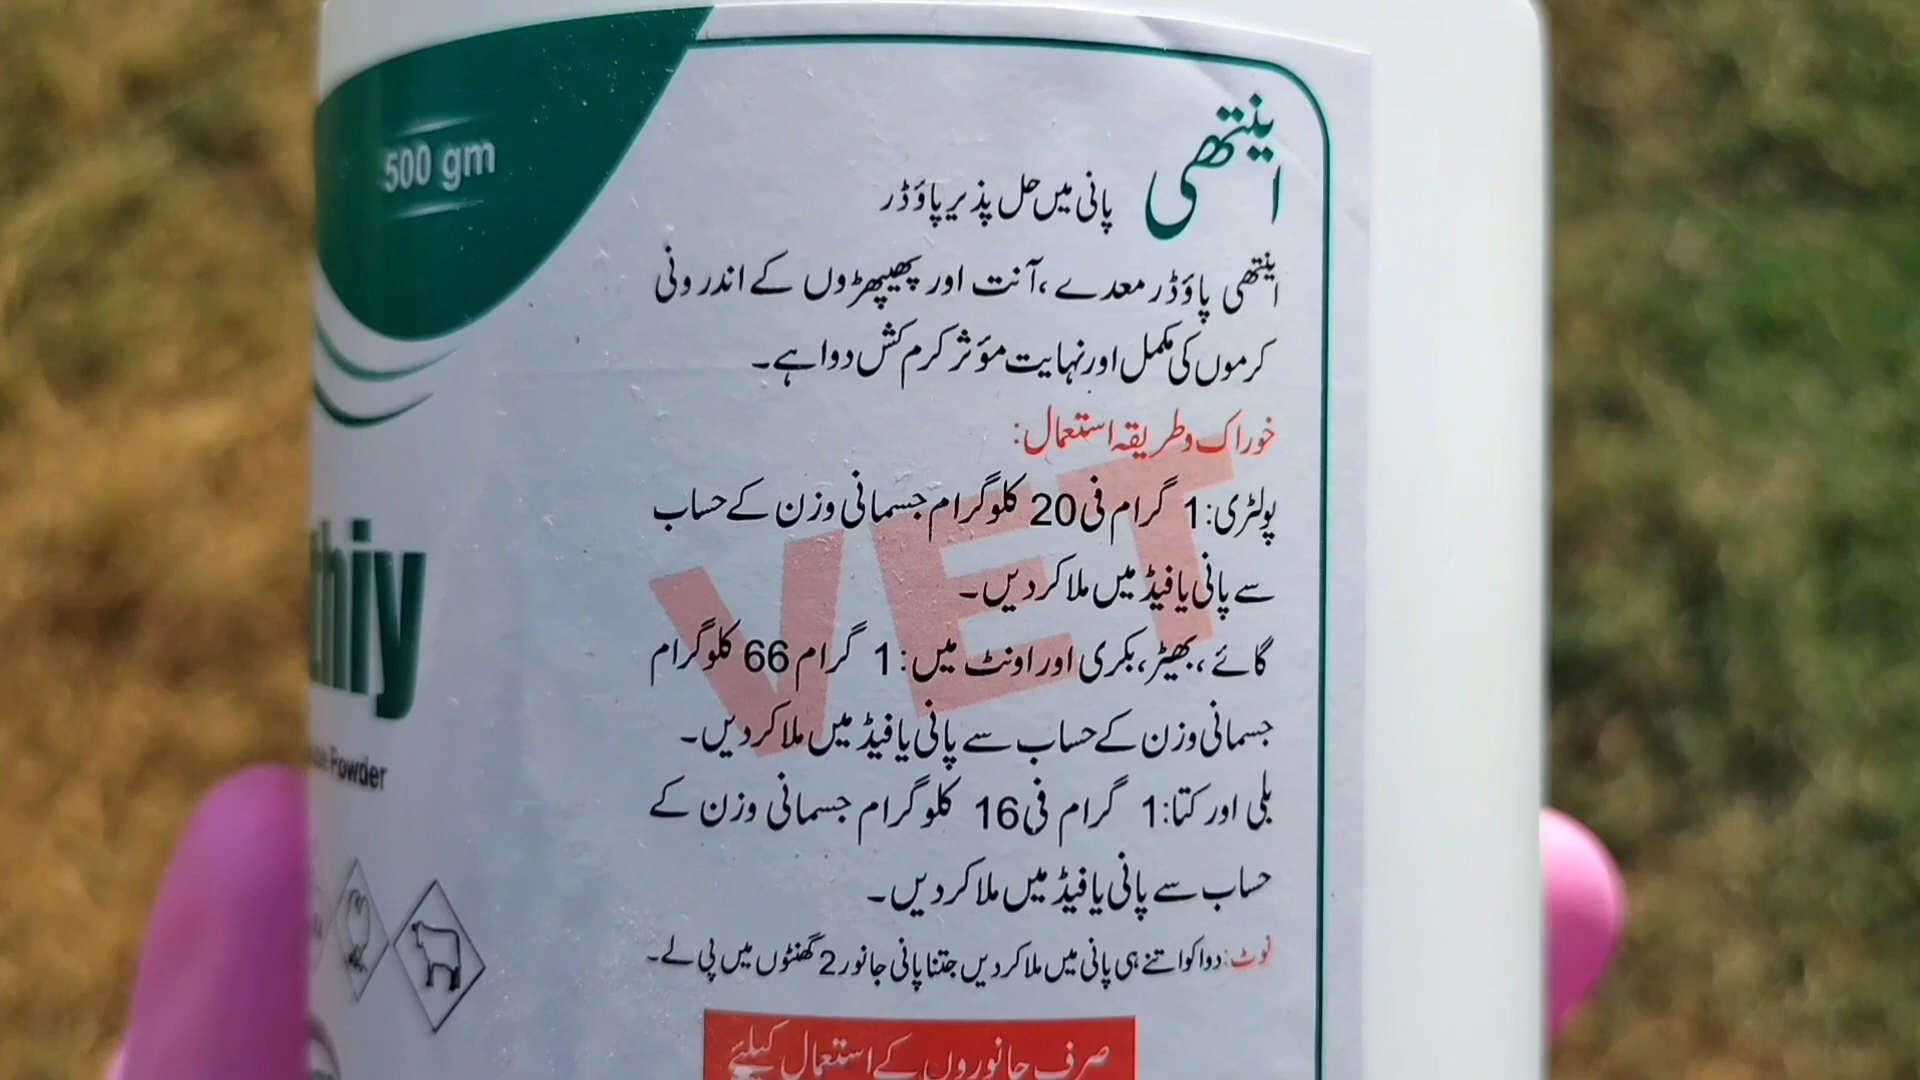 500 gm
اینتھی
پانی میں حل پذیر پاؤڈر
اینتھی پاؤڈر معدے، آنت اور پھیپھڑوں کے اندرونی
کرموں کی مکمل اور نہایت مؤثر کرم کش دوا ہے۔
خوراک و طریقہ استعمال:
پولٹری: 1 گرام فی 20 کلوگرام جسمانی وزن کے حساب
سے پانی یا فیڈ میں ملا کر دیں۔
گائے، بھیڑ، بکری اور اونٹ میں: 1 گرام 66 کلوگرام
جسمانی وزن کے حساب سے پانی یا فیڈ میں ملا کر دیں۔
بلی اور کتا: 1 گرام فی 16 کلوگرام جسمانی وزن کے
حساب سے پانی یا فیڈ میں ملا کر دیں۔
نوٹ: دوا کو اتنے ہی پانی میں ملا کر دیں جتنا پانی جانور 2 گھنٹوں میں پی لے۔
صرف جانوروں کے استعمال کیلئے
VET
thiy
Powder